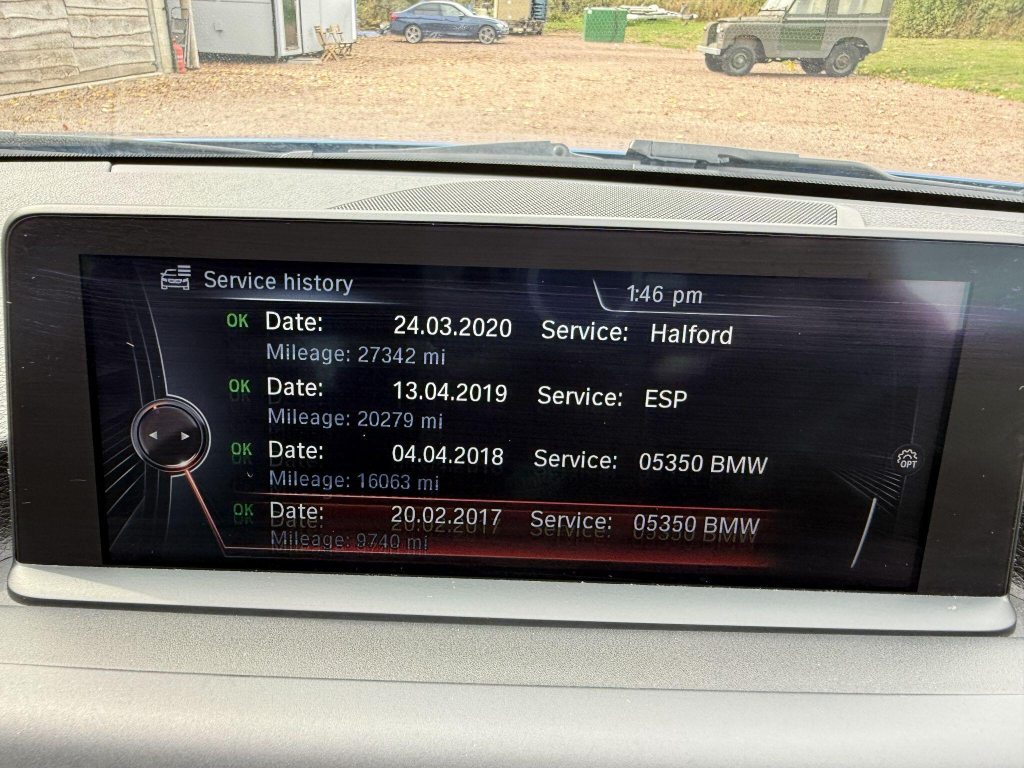 Service history
1:46 pm
OK Date: 24.03.2020 Service: Halford
Mileage: 27342 mi
OK Date: 13.04.2019 Service: ESP
Mileage: 20279 mi
OK Date: 04.04.2018 Service: 05350 BMW
Mileage: 16063 mi
OPT
OK Date: 20.02.2017 Service: 05350 BMW
Mileage: 9740 mi